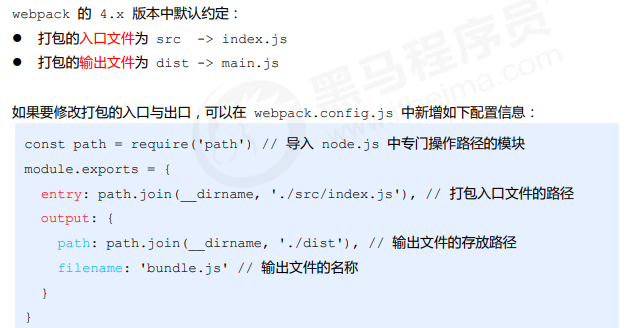 webpack 的 4.x 版本中默认约定：
● 打包的入口文件为 src -> index.js
● 打包的输出文件为 dist -> main.js
如果要修改打包的入口与出口，可以在 webpack.config.js 中新增如下配置信息：
const path = require('path') // 导入 node.js 中专门操作路径的模块
module.exports = {
entry: path.join(__dirname, './src/index.js'), // 打包入口文件的路径
output: {
path: path.join(__dirname, './dist'), // 输出文件的存放路径
filename: 'bundle.js' // 输出文件的名称
}
}
黑马程序员